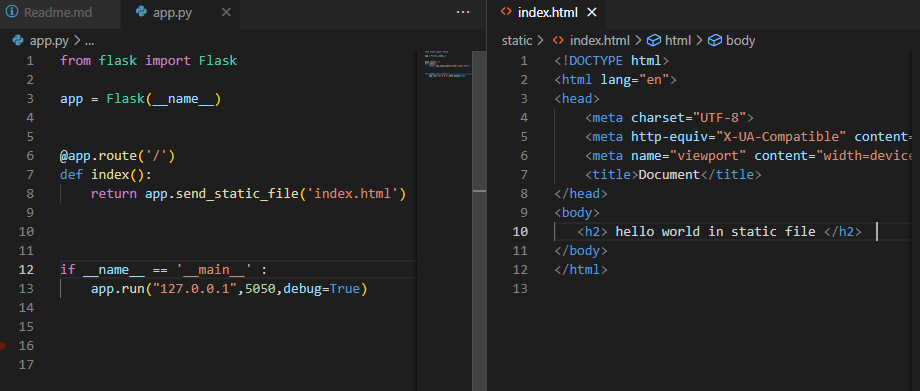 Readme.md
app.py
app.py > ...
1 from flask import Flask
2
3 app = Flask(__name__)
4
5
6 @app.route('/')
7 def index():
8     return app.send_static_file('index.html')
9
10
11
12 if __name__ == '__main__' :
13     app.run("127.0.0.1",5050,debug=True)
14
15
16
17
index.html
static > index.html > html > body
1 <!DOCTYPE html>
2 <html lang="en">
3 <head>
4     <meta charset="UTF-8">
5     <meta http-equiv="X-UA-Compatible" content=
6     <meta name="viewport" content="width=device
7     <title>Document</title>
8 </head>
9 <body>
10    <h2> hello world in static file </h2>
11 </body>
12 </html>
13